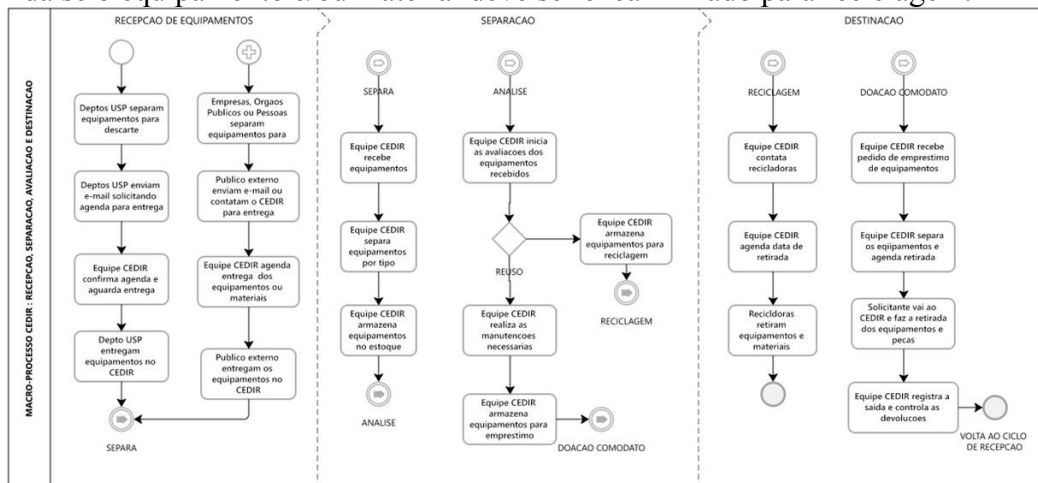 RECEPCAO DE EQUIPAMENTOS
SEPARACAO
DESTINACAO
MACRO-PROCESSO CEDIR : RECEPCAO, SEPARACAO, AVALIACAO E DESTINACAO
Deptos USP separam
equipamentos para
descarte
Deptos USP enviam
e-mail solicitando
agenda para entrega
Equipe CEDIR
confirma agenda e
aguarda entrega
Depto USP
entregam
equipamentos no
CEDIR
SEPARA
Empresas, Orgaos
Publicos ou Pessoas
separam
equipamentos para
Publico externo
enviam e-mail ou
contatam o CEDIR
para entrega
Equipe CEDIR agenda
entrega dos
equipamentos ou
materiais
Publico externo
entregam os
equipamentos no
CEDIR
SEPARA
Equipe CEDIR
recebe
equipamentos
Equipe CEDIR
separa
equipamentos
por tipo
Equipe CEDIR
armazena
equipamentos
no estoque
ANALISE
ANALISE
Equipe CEDIR inicia
as avaliacoes dos
equipamentos
recebidos
REUSO
Equipe CEDIR
armazena
equipamentos para
reciclagem
RECICLAGEM
Equipe CEDIR
realiza as
manutencoes
necessarias
Equipe CEDIR
armazena
equipamentos para
emprestimo
DOACAO COMODATO
RECICLAGEM
Equipe CEDIR
contata
recicladoras
Equipe CEDIR
agenda data de
retirada
Recicldoras
retiram
equipamentos e
materiais
DOACAO COMODATO
Equipe CEDIR recebe
pedido de emprestimo
de equipamentos
Equipe CEDIR separa
os eqiipamentos e
agenda retirada
Solicitante vai ao
CEDIR e faz a retirada
dos equipamentos e
pecas
Equipe CEDIR registra a
saida e controla as
devolucoes
VOLTA AO CICLO
DE RECEPCAO